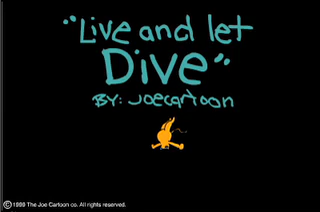 "Live and let
Dive"
BY: Joecartoon
© 1999 The Joe Cartoon co. All rights reserved.